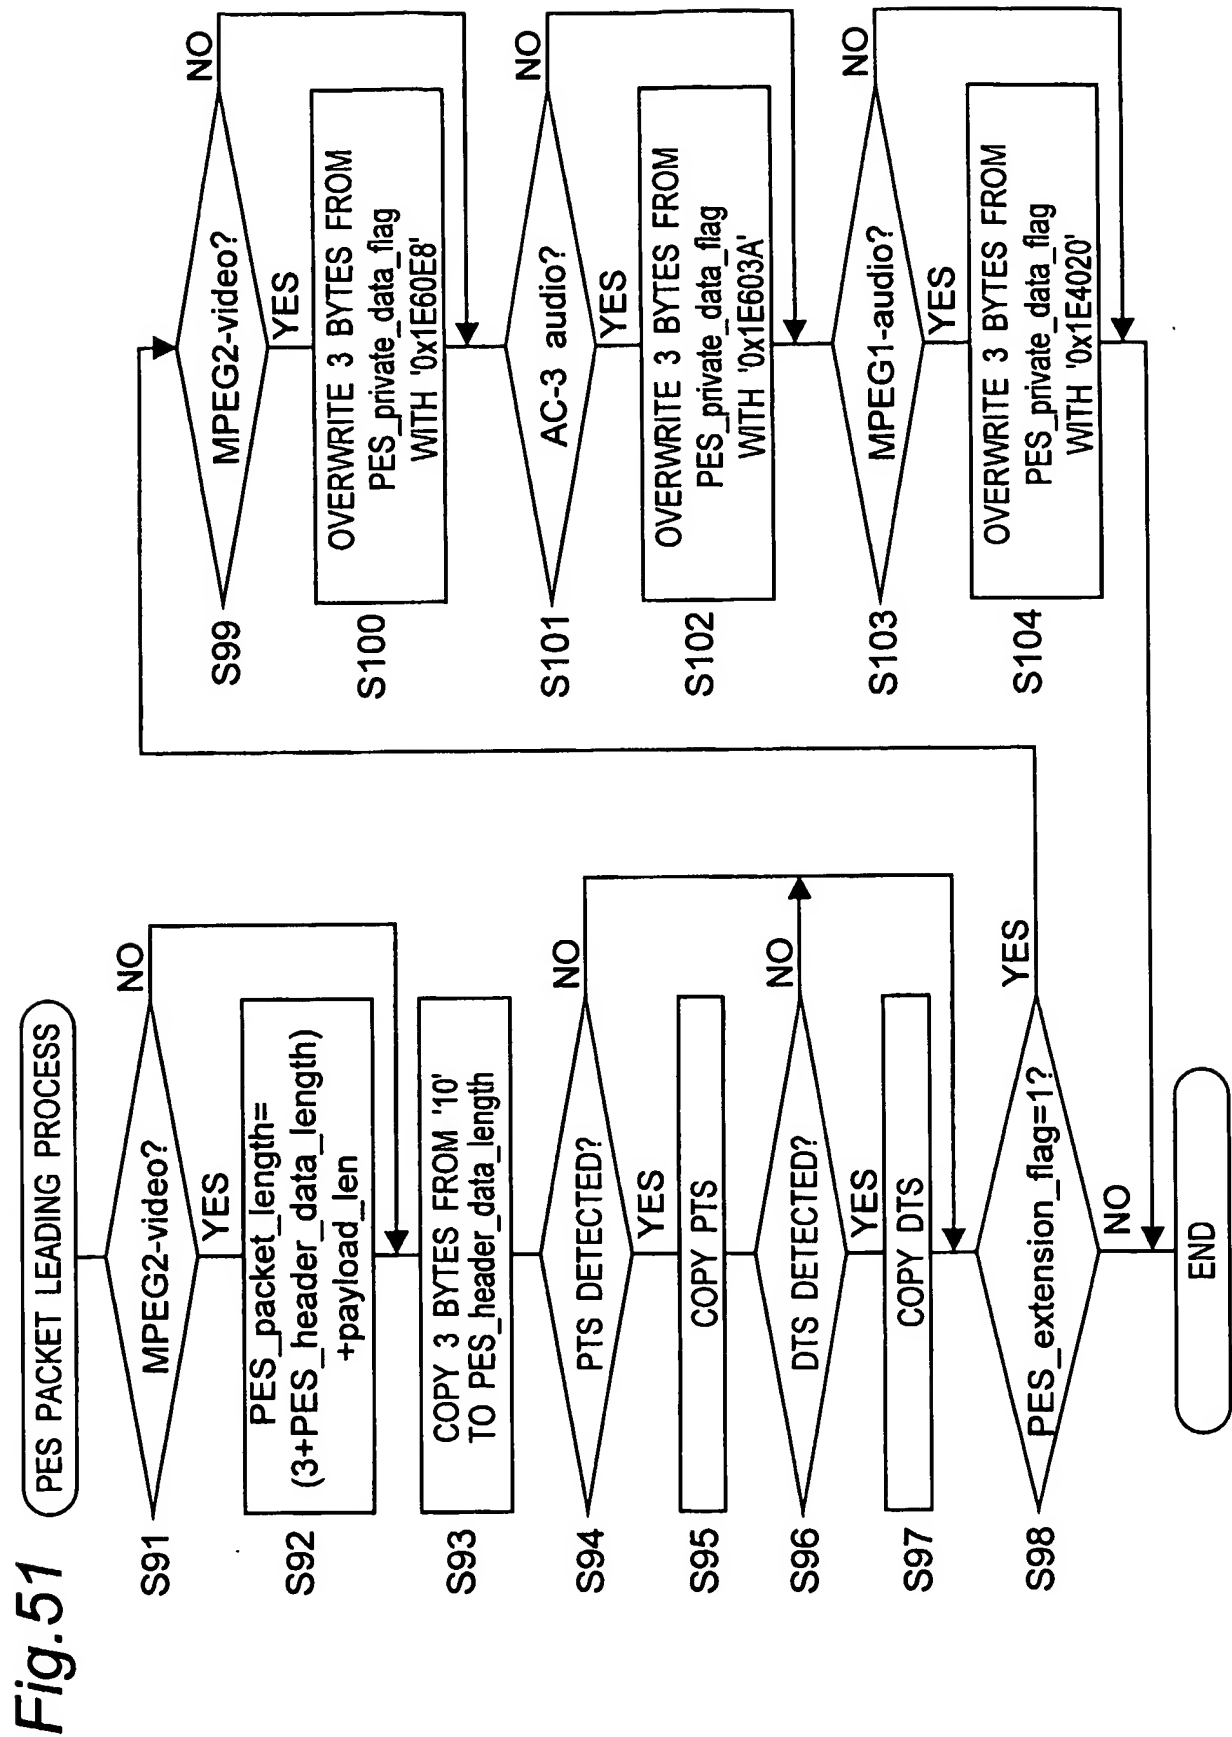 Fig.51
PES PACKET LEADING PROCESS
S91
MPEG2-video?
NO
YES
S92
PES_packet_length=
(3+PES_header_data_length)
+payload_len
S93
COPY 3 BYTES FROM '10'
TO PES_header_data_length
S94
PTS DETECTED?
NO
YES
S95
COPY PTS
S96
DTS DETECTED?
NO
YES
S97
COPY DTS
S98
PES_extension_flag=1?
YES
NO
END
S99
MPEG2-video?
NO
YES
S100
OVERWRITE 3 BYTES FROM
PES_private_data_flag
WITH '0x1E60E8'
S101
AC-3 audio?
NO
YES
S102
OVERWRITE 3 BYTES FROM
PES_private_data_flag
WITH '0x1E603A'
S103
MPEG1-audio?
NO
YES
S104
OVERWRITE 3 BYTES FROM
PES_private_data_flag
WITH '0x1E4020'